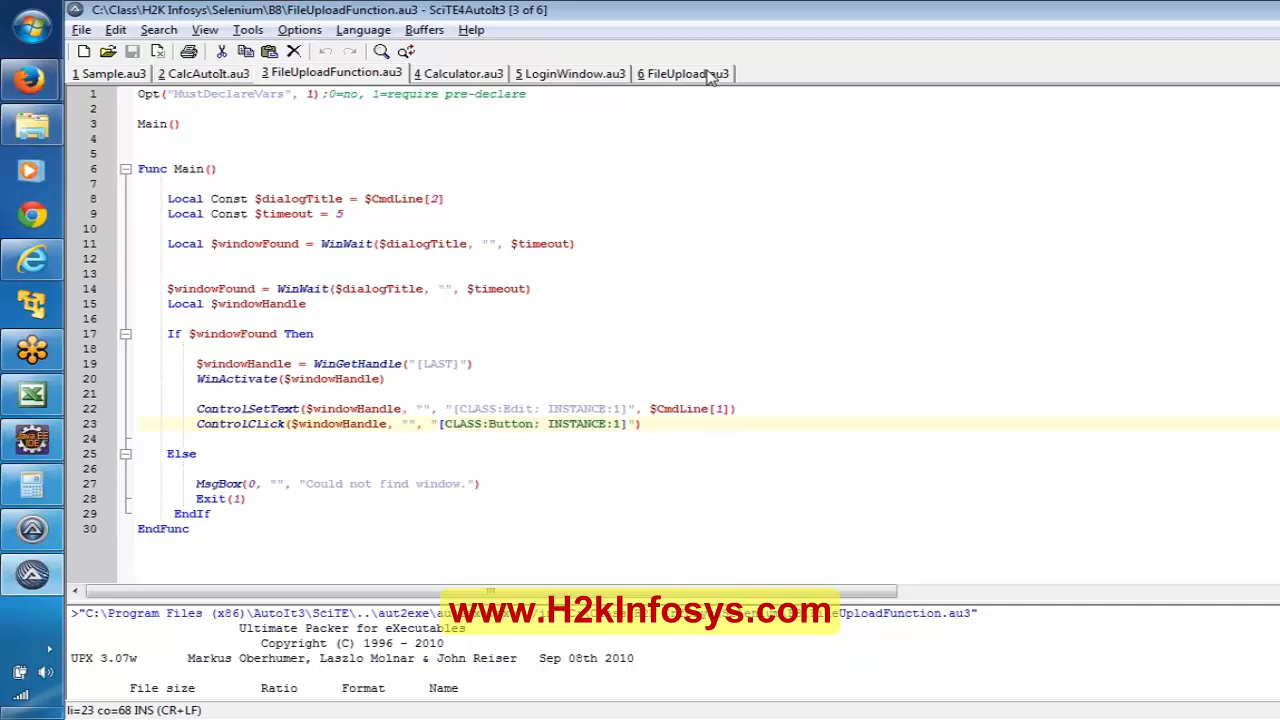 C:\Class\H2K Infosys\Selenium\B8\FileUploadFunction.au3 - SciTE4AutoIt3 [3 of 6]
File Edit Search View Tools Options Language Buffers Help
1 Sample.au3 2 CalcAutoIt.au3 3 FileUploadFunction.au3 4 Calculator.au3 5 LoginWindow.au3 6 FileUpload.au3
1 Opt("MustDeclareVars", 1);0=no, 1=require pre-declare
2
3 Main()
4
5
6 Func Main()
7
8 Local Const $dialogTitle = $CmdLine[2]
9 Local Const $timeout = 5
10
11 Local $windowFound = WinWait($dialogTitle, "", $timeout)
12
13
14 $windowFound = WinWait($dialogTitle, "", $timeout)
15 Local $windowHandle
16
17 If $windowFound Then
18
19 $windowHandle = WinGetHandle("[LAST]")
20 WinActivate($windowHandle)
21
22 ControlSetText($windowHandle, "", "[CLASS:Edit; INSTANCE:1]", $CmdLine[1])
23 ControlClick($windowHandle, "", "[CLASS:Button; INSTANCE:1]")
24
25 Else
26
27 MsgBox(0, "", "Could not find window.")
28 Exit(1)
29 EndIf
30 EndFunc
>"C:\Program Files (x86)\AutoIt3\SciTE\..\aut2exe\
www.H2kInfosys.com
Ultimate Packer for eXecutables
Copyright (C) 1996 - 2010
UPX 3.07w Markus Oberhumer, Laszlo Molnar & John Reiser Sep 08th 2010
File size Ratio Format Name
li=23 co=68 INS (CR+LF)